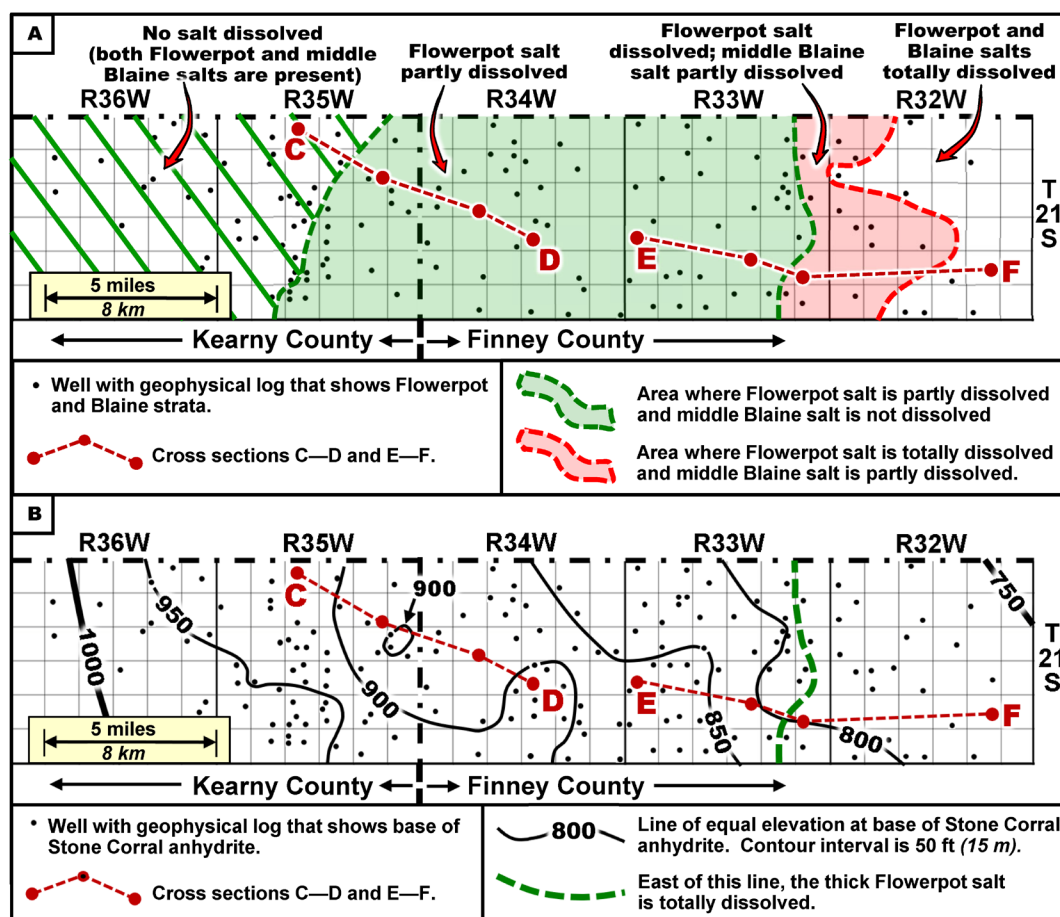 A
No salt dissolved
(both Flowerpot and middle
Blaine salts are present)
Flowerpot salt
partly dissolved
Flowerpot salt
dissolved; middle Blaine
salt partly dissolved
Flowerpot and
Blaine salts
totally dissolved
R36W R35W R34W R33W R32W
C
D
E
F
T
21
S
5 miles
8 km
Kearny County Finney County
Well with geophysical log that shows Flowerpot
and Blaine strata.
Cross sections C—D and E—F.
Area where Flowerpot salt is partly dissolved
and middle Blaine salt is not dissolved
Area where Flowerpot salt is totally dissolved
and middle Blaine salt is partly dissolved.
B
R36W R35W R34W R33W R32W
C
D
E
F
1000
950
900
900
850
800
750
T
21
S
5 miles
8 km
Kearny County Finney County
Well with geophysical log that shows base of
Stone Corral anhydrite.
Cross sections C—D and E—F.
800
Line of equal elevation at base of Stone Corral
anhydrite. Contour interval is 50 ft (15 m).
East of this line, the thick Flowerpot salt
is totally dissolved.